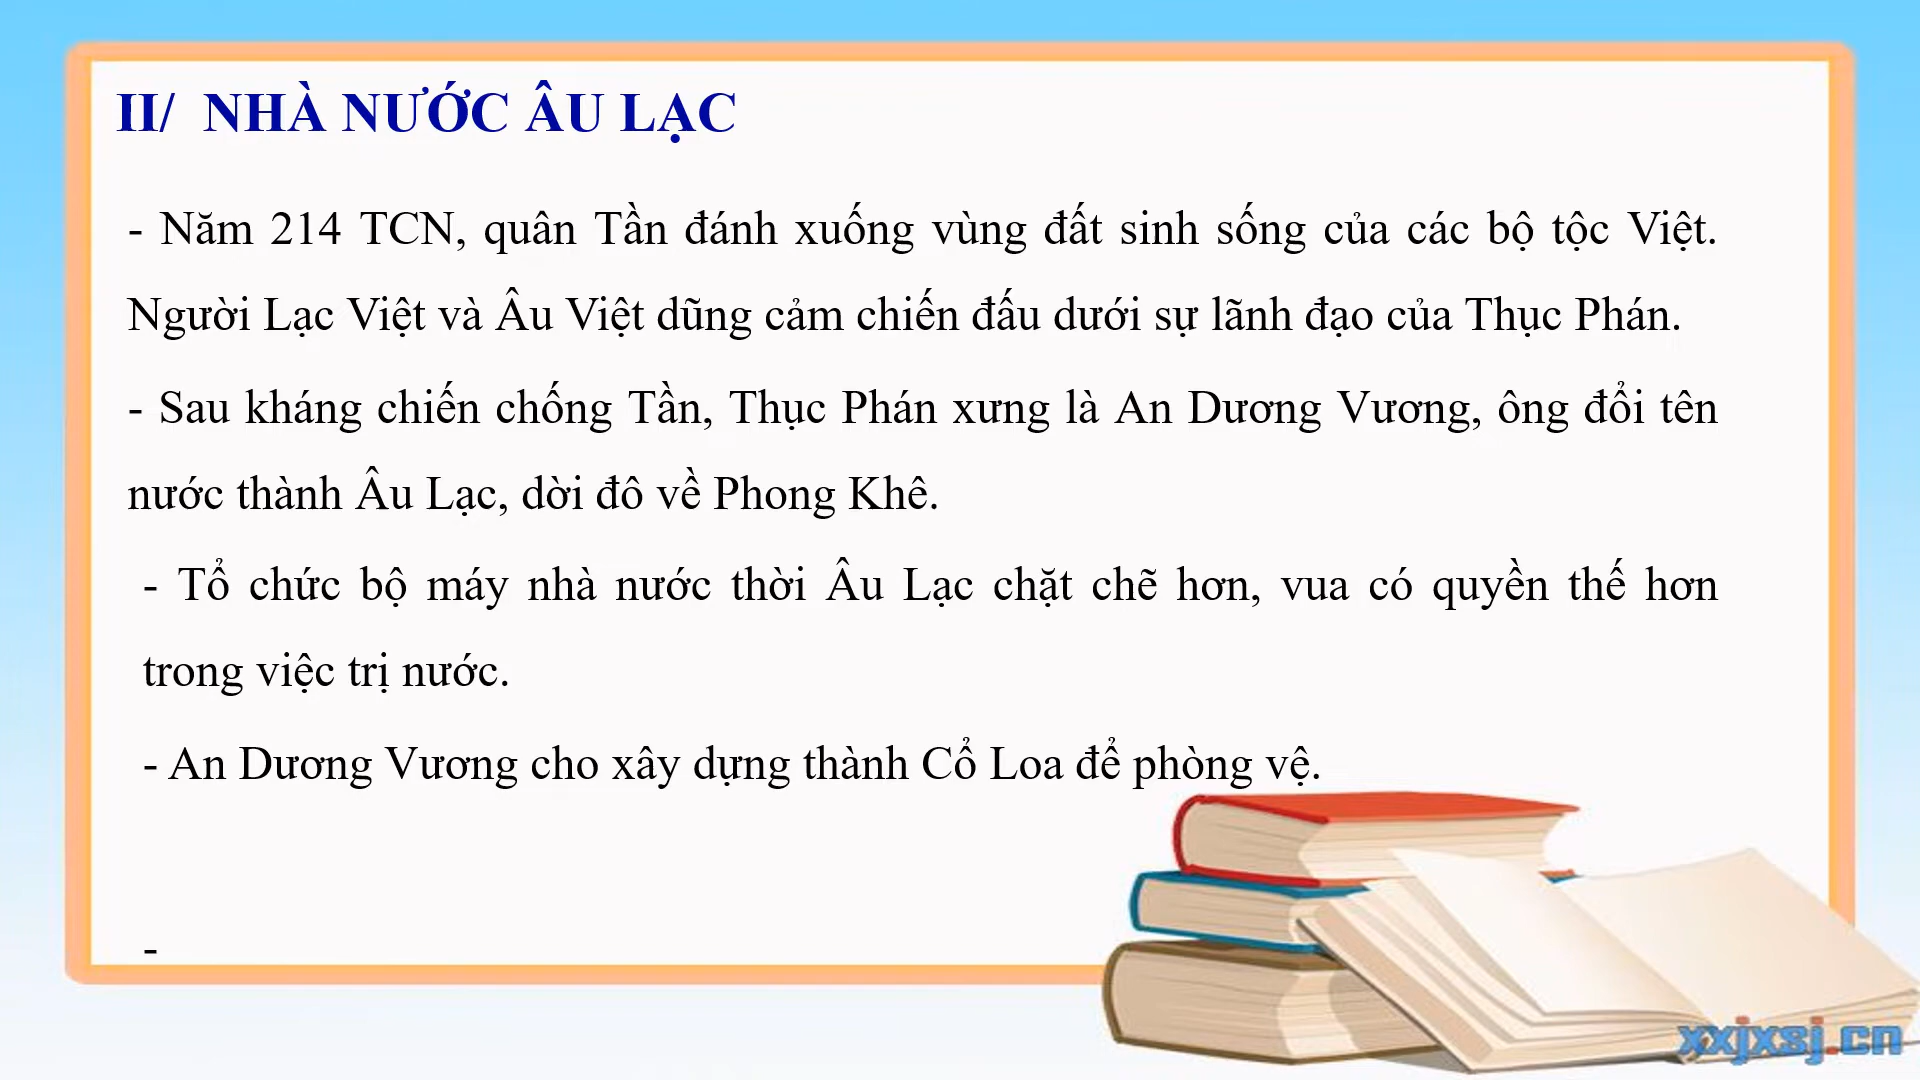 II/ NHÀ NƯỚC ÂU LẠC
- Năm 214 TCN, quân Tần đánh xuống vùng đất sinh sống của các bộ tộc Việt.
Người Lạc Việt và Âu Việt dũng cảm chiến đấu dưới sự lãnh đạo của Thục Phán.
- Sau kháng chiến chống Tần, Thục Phán xưng là An Dương Vương, ông đổi tên
nước thành Âu Lạc, dời đô về Phong Khê.
- Tổ chức bộ máy nhà nước thời Âu Lạc chặt chẽ hơn, vua có quyền thế hơn
trong việc trị nước.
- An Dương Vương cho xây dựng thành Cổ Loa để phòng vệ.
-
xxjxsj.cn